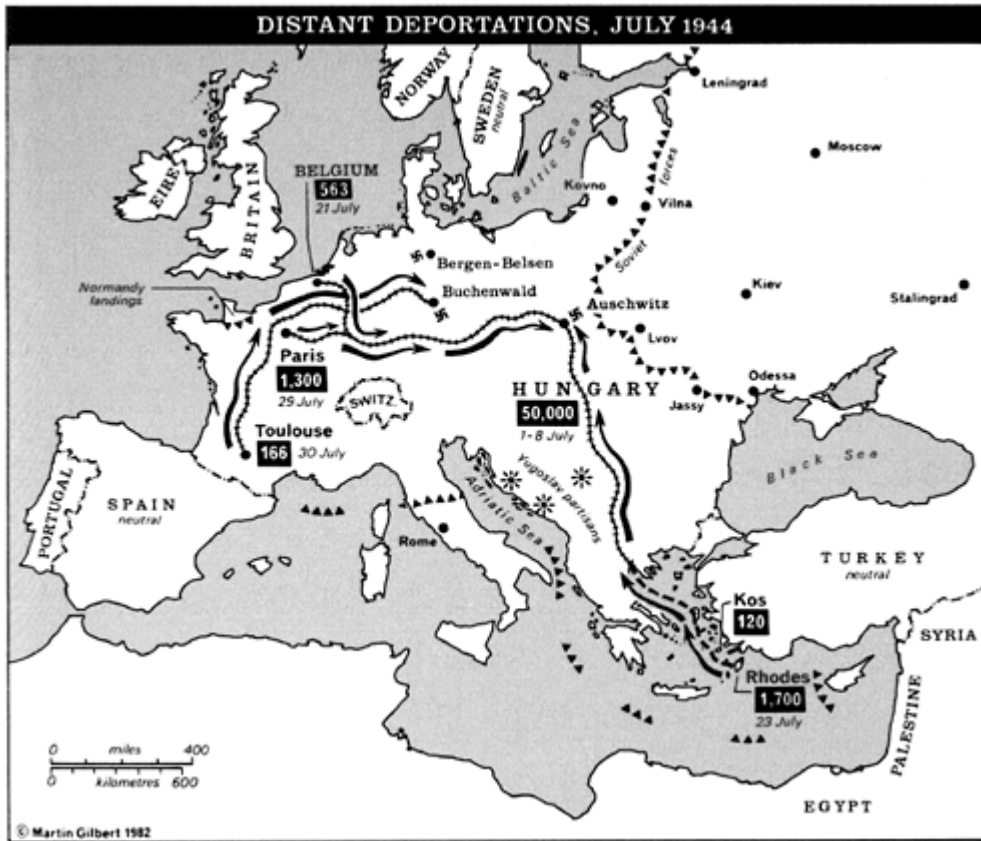 DISTANT DEPORTATIONS, JULY 1944
NORWAY
SWEDEN
neutral
Leningrad
Moscow
Baltic Sea
EIRE
BRITAIN
BELGIUM
563
21 July
Kovno
Vilna
Soviet forces
Bergen-Belsen
Buchenwald
Normandy
landings
Auschwitz
Kiev
Stalingrad
Lvov
Paris
1,300
29 July
SWITZ.
HUNGARY
50,000
1-8 July
Jassy
Odessa
Toulouse
166
30 July
Black Sea
PORTUGAL
SPAIN
neutral
Adriatic Sea
Yugoslav partisans
Rome
TURKEY
neutral
Kos
120
SYRIA
Rhodes
1,700
23 July
PALESTINE
EGYPT
0 miles 400
0 kilometres 600
© Martin Gilbert 1982